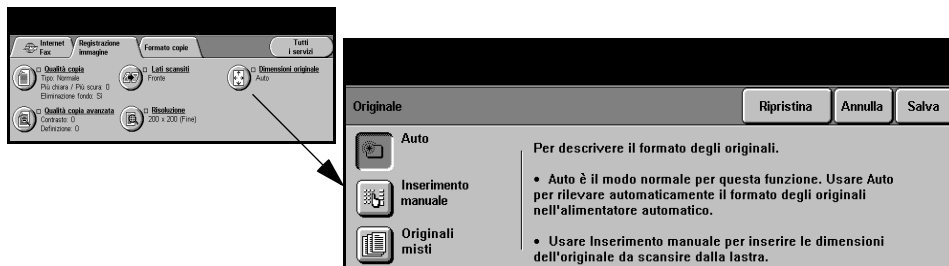 Internet Fax
Registrazione immagine
Formato copie
Tutti i servizi
Qualità copia
Tipo: Normale
Più chiara / Più scura: 0
Eliminazione fondo: Sì
Lati scansiti
Fronte
Dimensioni originale
Auto
Qualità copia avanzata
Contrasto: 0
Definizione: 0
Risoluzione
200 x 200 (Fine)
Originale
Ripristina
Annulla
Salva
Auto
Inserimento
manuale
Originali
misti
Per descrivere il formato degli originali.
• Auto è il modo normale per questa funzione. Usare Auto
per rilevare automaticamente il formato degli originali
nell'alimentatore automatico.
• Usare Inserimento manuale per inserire le dimensioni
dell'originale da scansire dalla lastra.